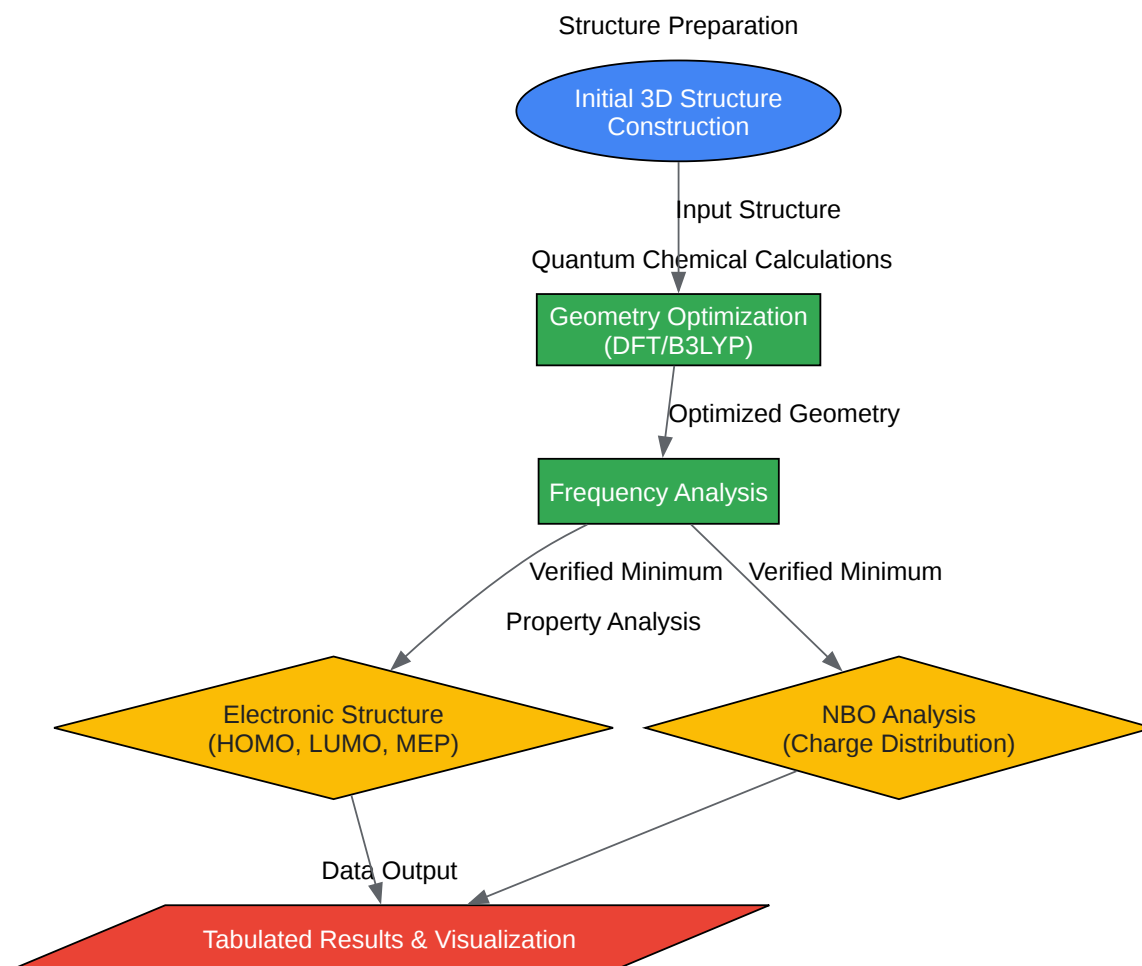 Structure Preparation
Initial 3D Structure
Construction
Input Structure
Quantum Chemical Calculations
Geometry Optimization
(DFT/B3LYP)
Optimized Geometry
Frequency Analysis
Verified Minimum
Verified Minimum
Property Analysis
Electronic Structure
(HOMO, LUMO, MEP)
NBO Analysis
(Charge Distribution)
Data Output
Tabulated Results & Visualization